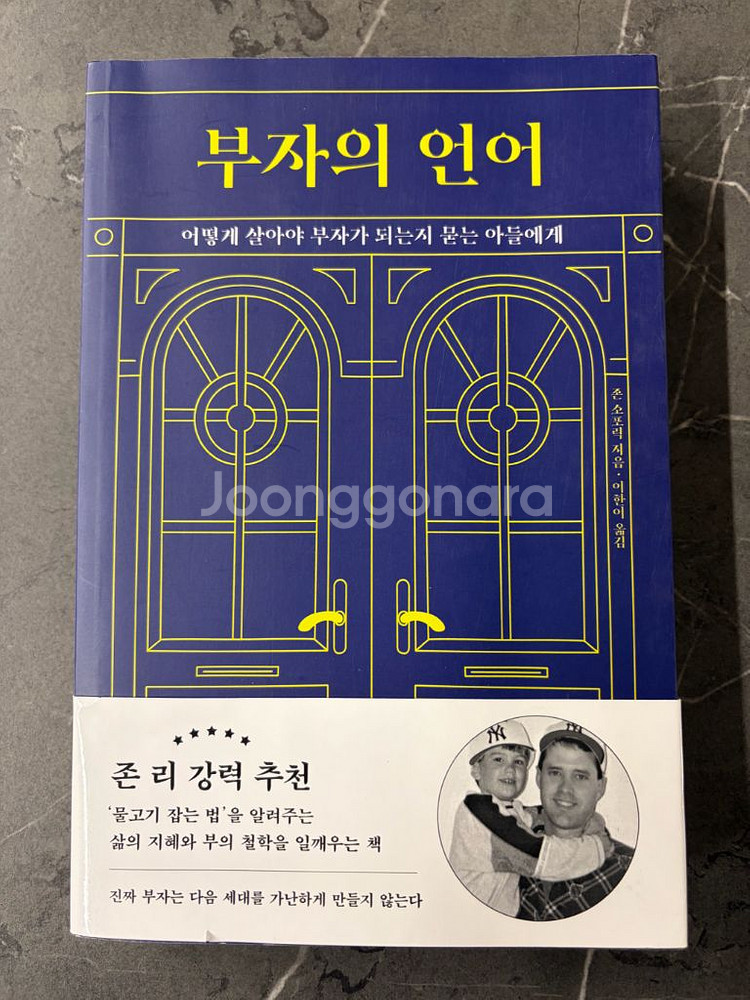 부자의 언어
어떻게 살아야 부자가 되는지 묻는 아들에게
존 소포릭 지음 · 이한이 옮김
Joonggonara
존 리 강력 추천
‘물고기 잡는 법’을 알려주는
삶의 지혜와 부의 철학을 일깨우는 책
진짜 부자는 다음 세대를 가난하게 만들지 않는다
NY
NY